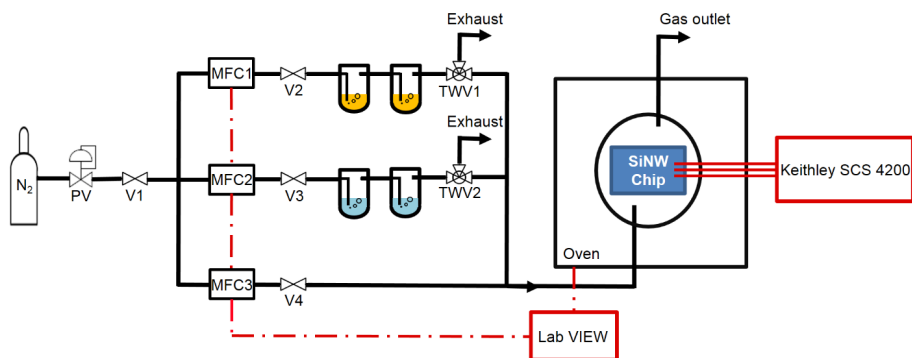 Exhaust
Gas outlet
MFC1
V2
TWV1
Exhaust
N2
PV
V1
MFC2
V3
TWV2
SiNW
Chip
Keithley SCS 4200
Oven
MFC3
V4
Lab VIEW